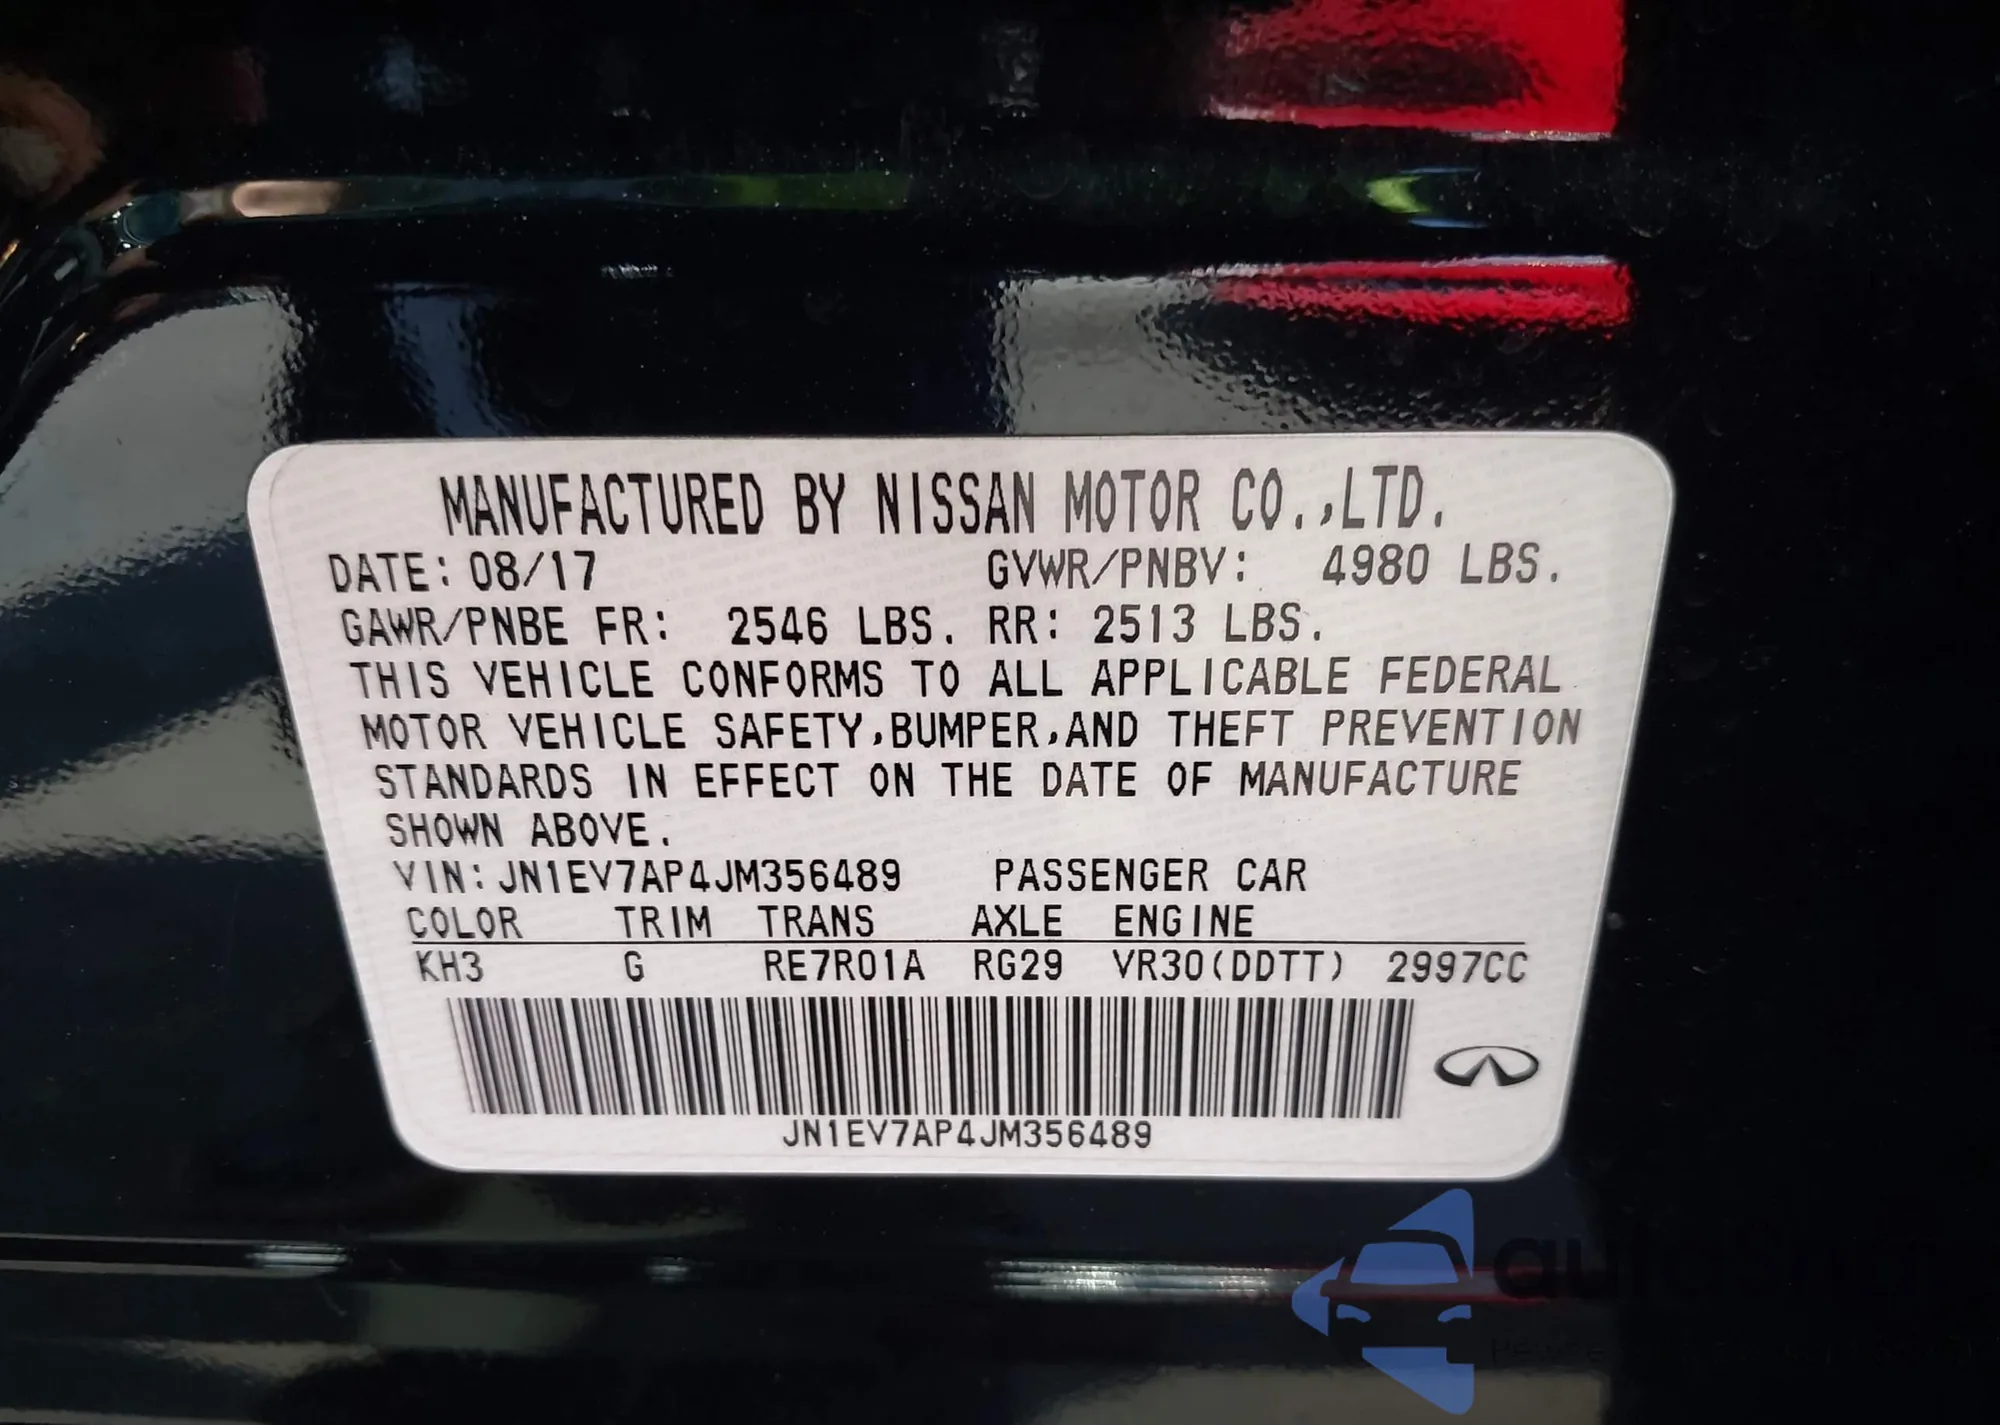 MANUFACTURED BY NISSAN MOTOR CO.,LTD.
DATE: 08/17 GVWR/PNBV: 4980 LBS.
GAWR/PNBE FR: 2546 LBS. RR: 2513 LBS.
THIS VEHICLE CONFORMS TO ALL APPLICABLE FEDERAL
MOTOR VEHICLE SAFETY,BUMPER,AND THEFT PREVENTION
STANDARDS IN EFFECT ON THE DATE OF MANUFACTURE
SHOWN ABOVE.
VIN: JN1EV7AP4JM356489 PASSENGER CAR
COLOR TRIM TRANS AXLE ENGINE
KH3 G RE7R01A RG29 VR30(DDTT) 2997CC
JN1EV7AP4JM356489